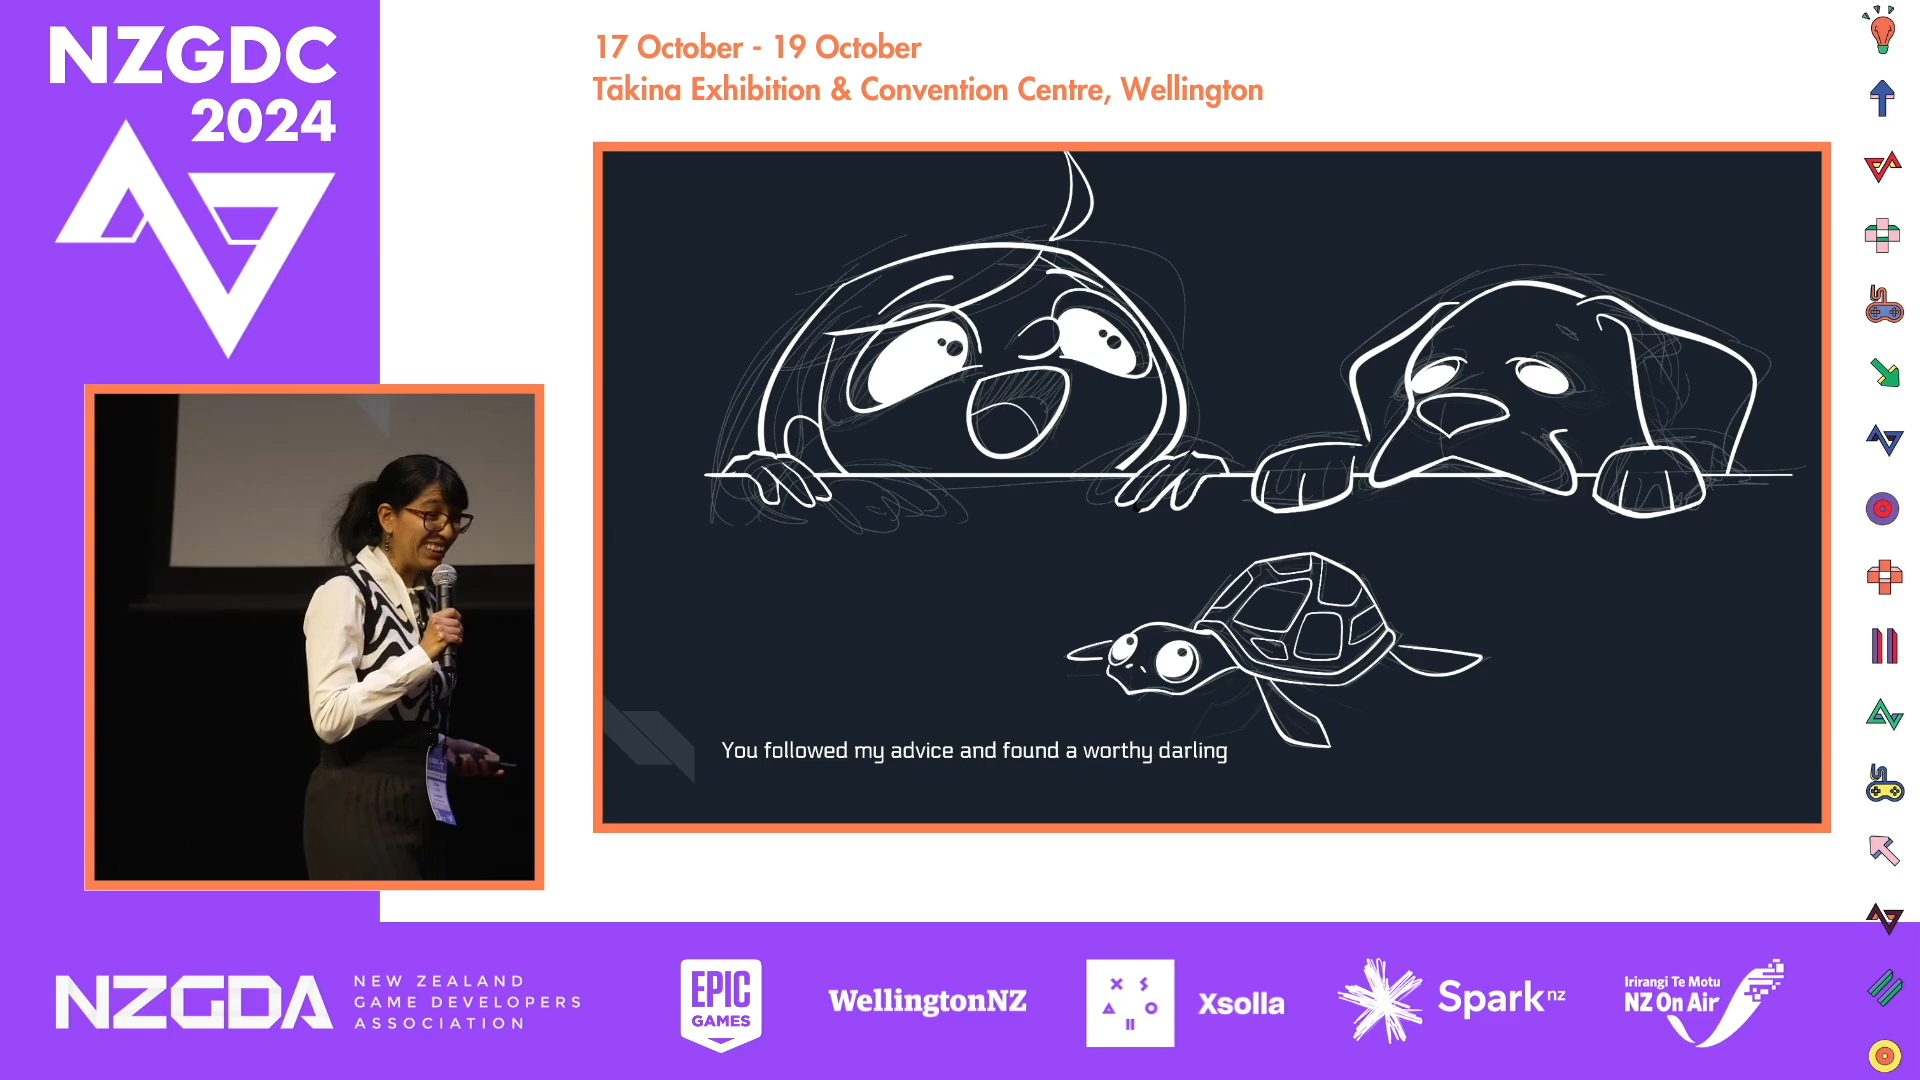 NZGDC
2024
17 October - 19 October
Tākina Exhibition & Convention Centre, Wellington
You followed my advice and found a worthy darling
NZGDA
NEW ZEALAND
GAME DEVELOPERS
ASSOCIATION
EPIC
GAMES
WellingtonNZ
XSOLLA
Xsolla
Spark nz
Irirangi Te Motu
NZ On Air